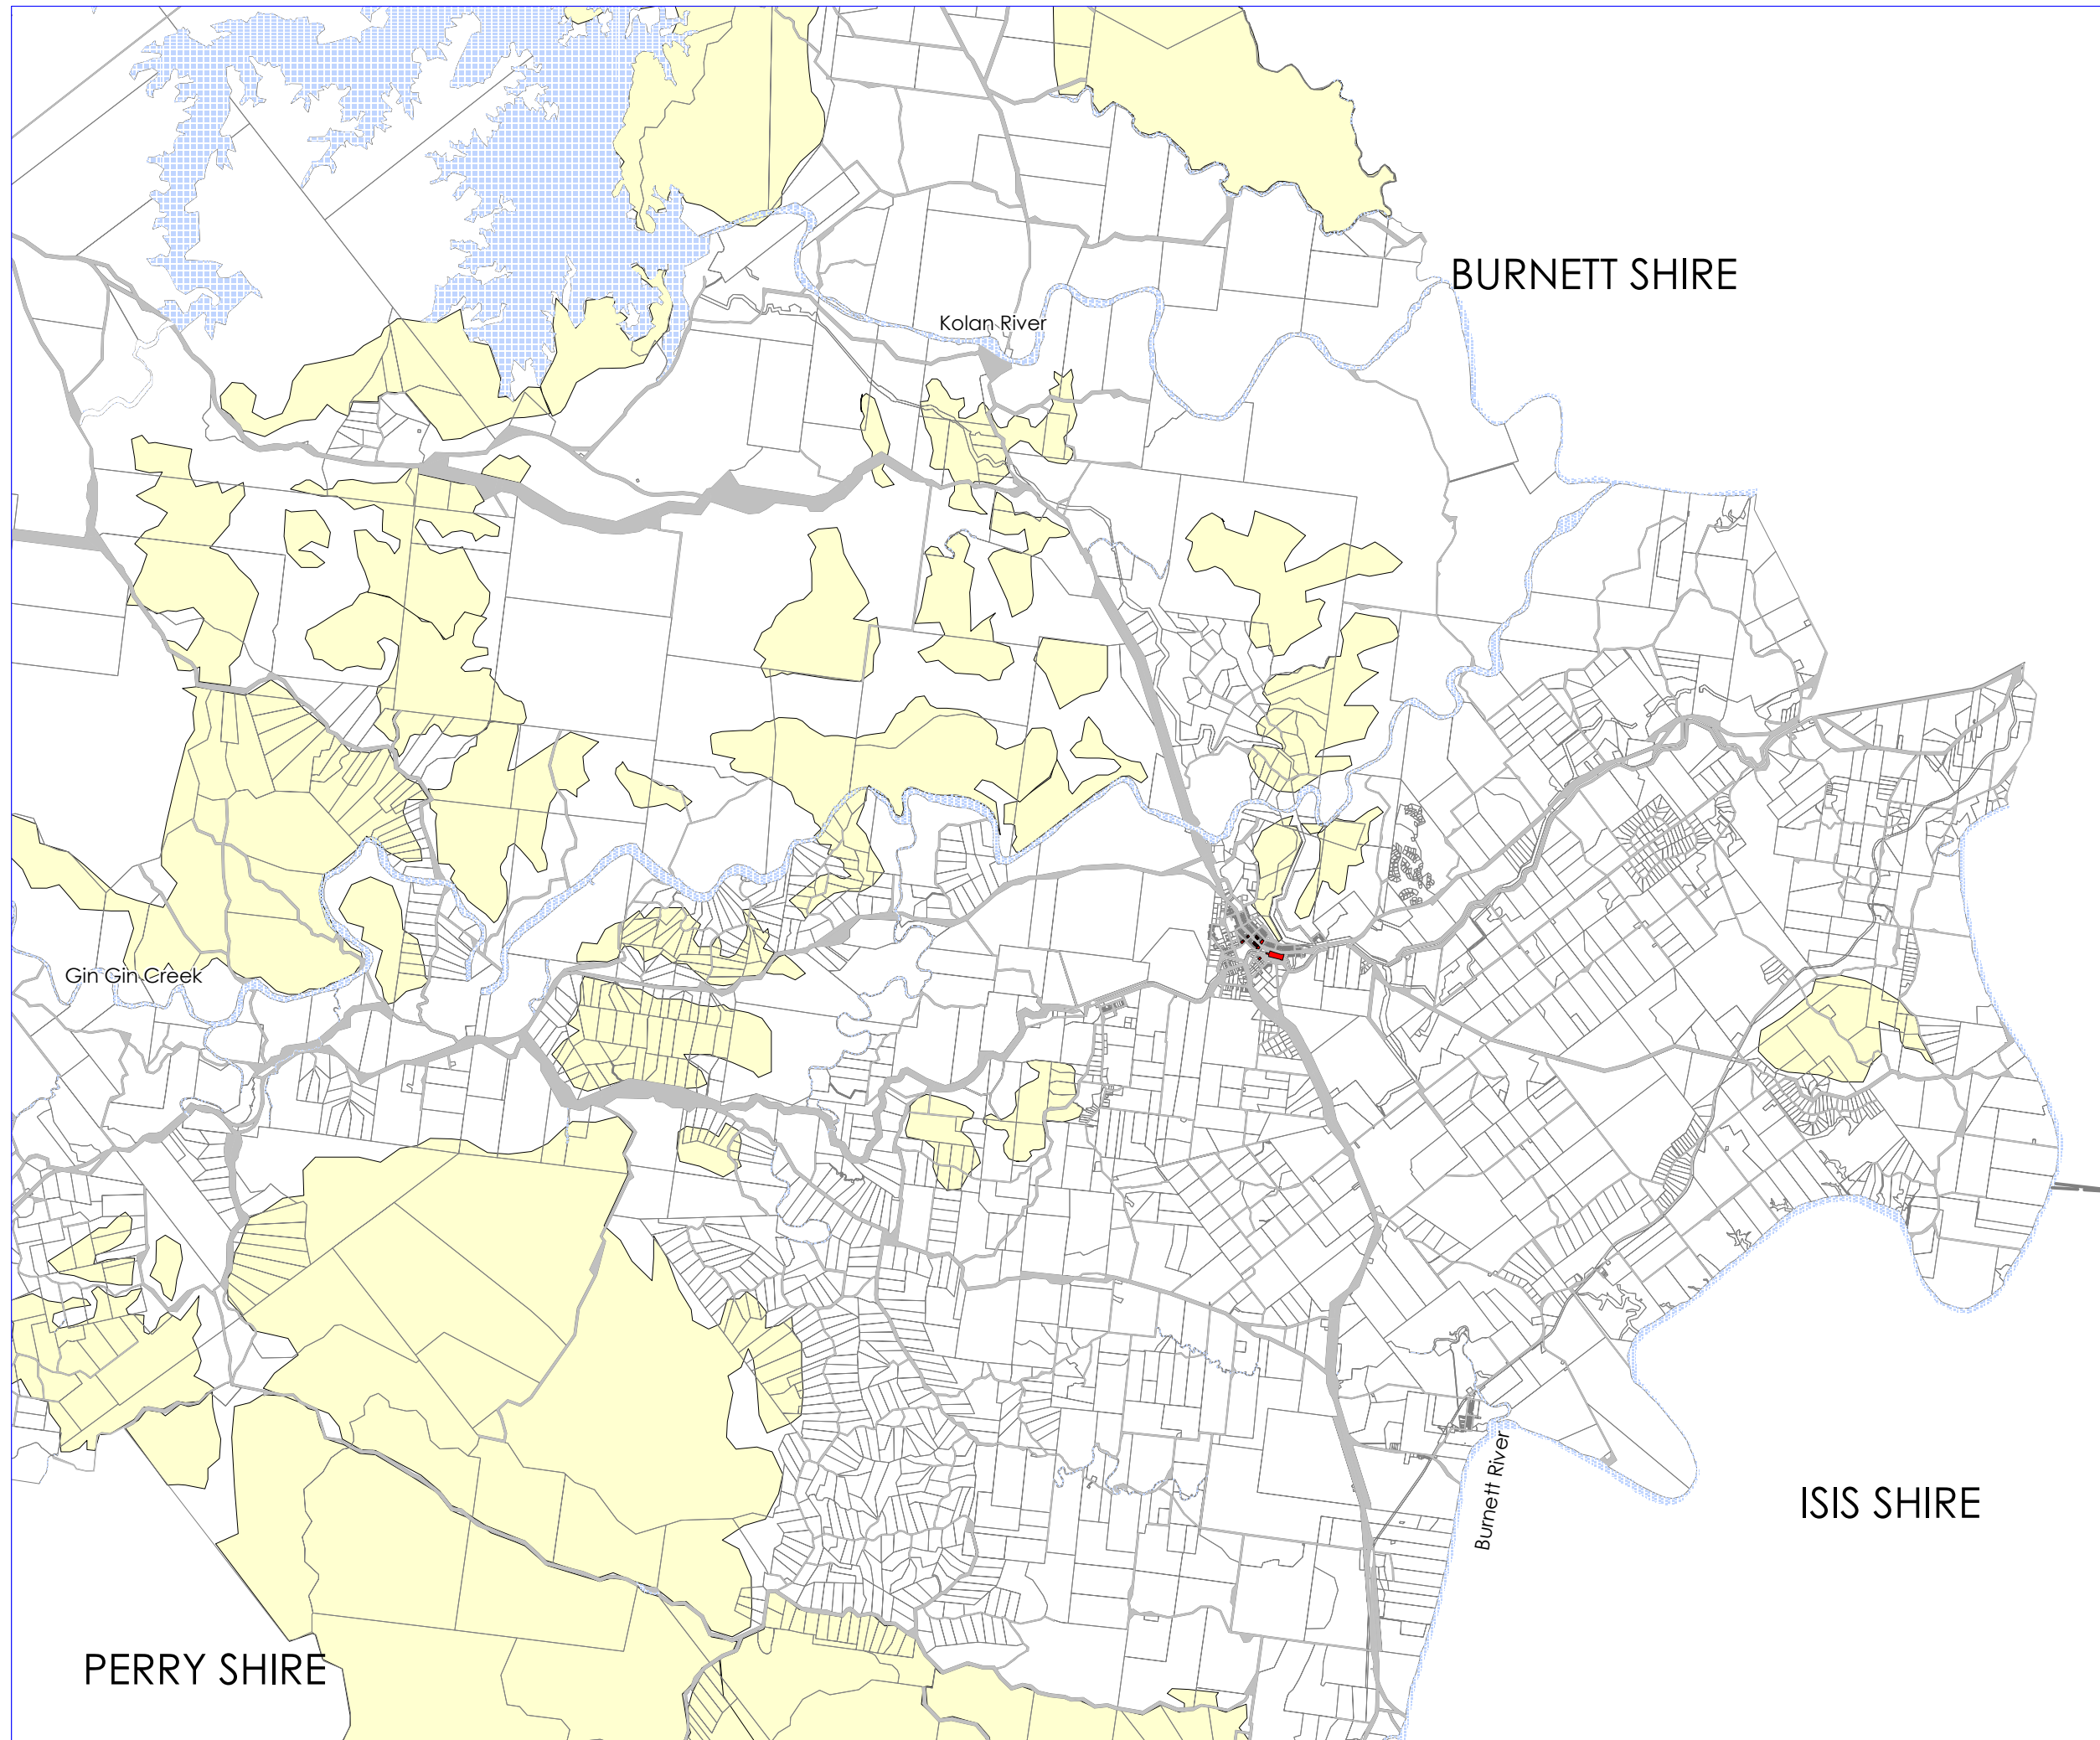 BURNETT SHIRE
Kolan River
Gin Gin Creek
Burnett River
ISIS SHIRE
PERRY SHIRE